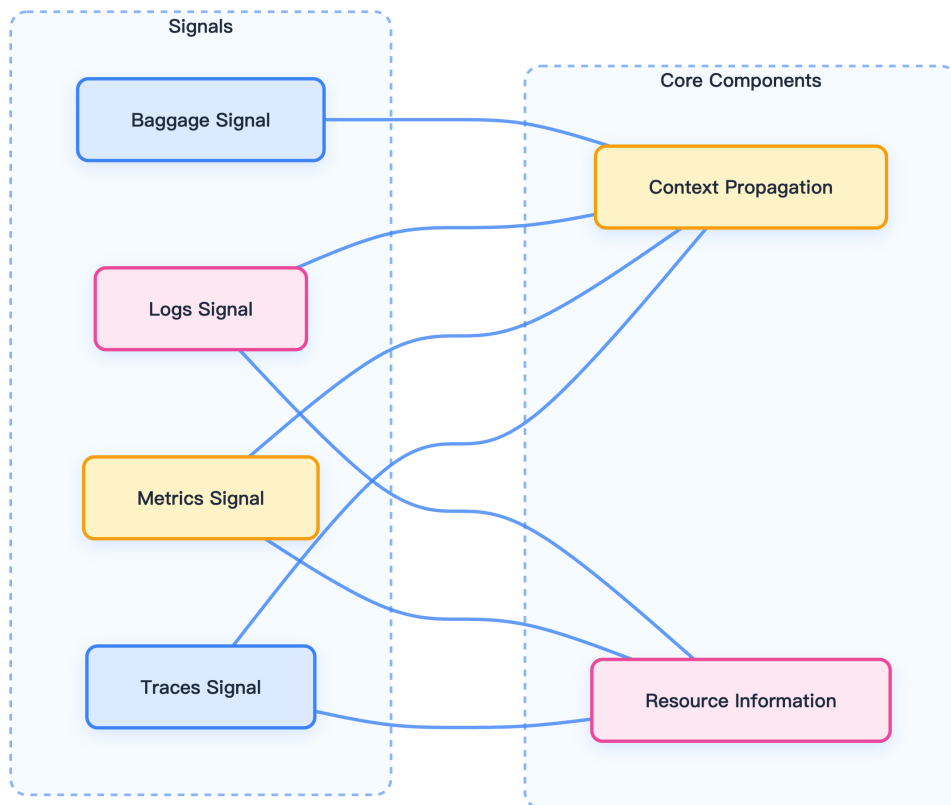 Signals
Baggage Signal
Logs Signal
Metrics Signal
Traces Signal
Core Components
Context Propagation
Resource Information